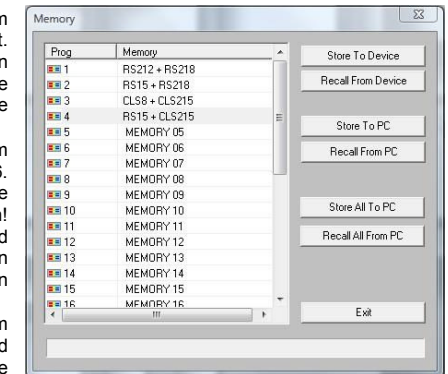 Memory
Prog Memory
1 RS212 + RS218
2 RS15 + RS218
3 CLS8 + CLS215
4 RS15 + CLS215
5 MEMORY 05
6 MEMORY 06
7 MEMORY 07
8 MEMORY 08
9 MEMORY 09
10 MEMORY 10
11 MEMORY 11
12 MEMORY 12
13 MEMORY 13
14 MEMORY 14
15 MEMORY 15
16 MEMORY 16
Store To Device
Recall From Device
Store To PC
Recall From PC
Store All To PC
Recall All From PC
Exit